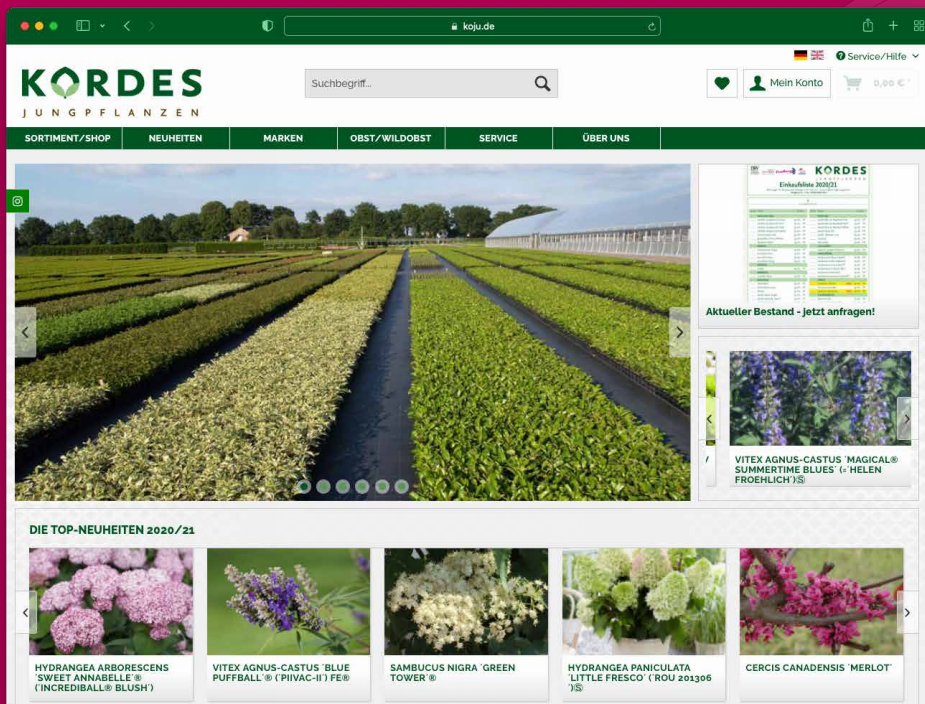 koju.de
Service/Hilfe
KORDES
JUNGPFLANZEN
Suchbegriff...
Mein Konto
0,00 € *
SORTIMENT/SHOP
NEUHEITEN
MARKEN
OBST/WILDOBST
SERVICE
ÜBER UNS
KORDES
Einkaufsliste 2020/21
Aktueller Bestand - jetzt anfragen!
VITEX AGNUS-CASTUS ´MAGICAL®
SUMMERTIME BLUES´ (=´HELEN
FROEHLICH´)Ⓢ
DIE TOP-NEUHEITEN 2020/21
HYDRANGEA ARBORESCENS
´SWEET ANNABELLE´®
(´INCREDIBALL® BLUSH´)
VITEX AGNUS-CASTUS ´BLUE
PUFFBALL´® (´PIIVAC-II´) FE®
SAMBUCUS NIGRA ´GREEN
TOWER´®
HYDRANGEA PANICULATA
´LITTLE FRESCO´ (´ROU 201306
´)Ⓢ
CERCIS CANADENSIS ´MERLOT´